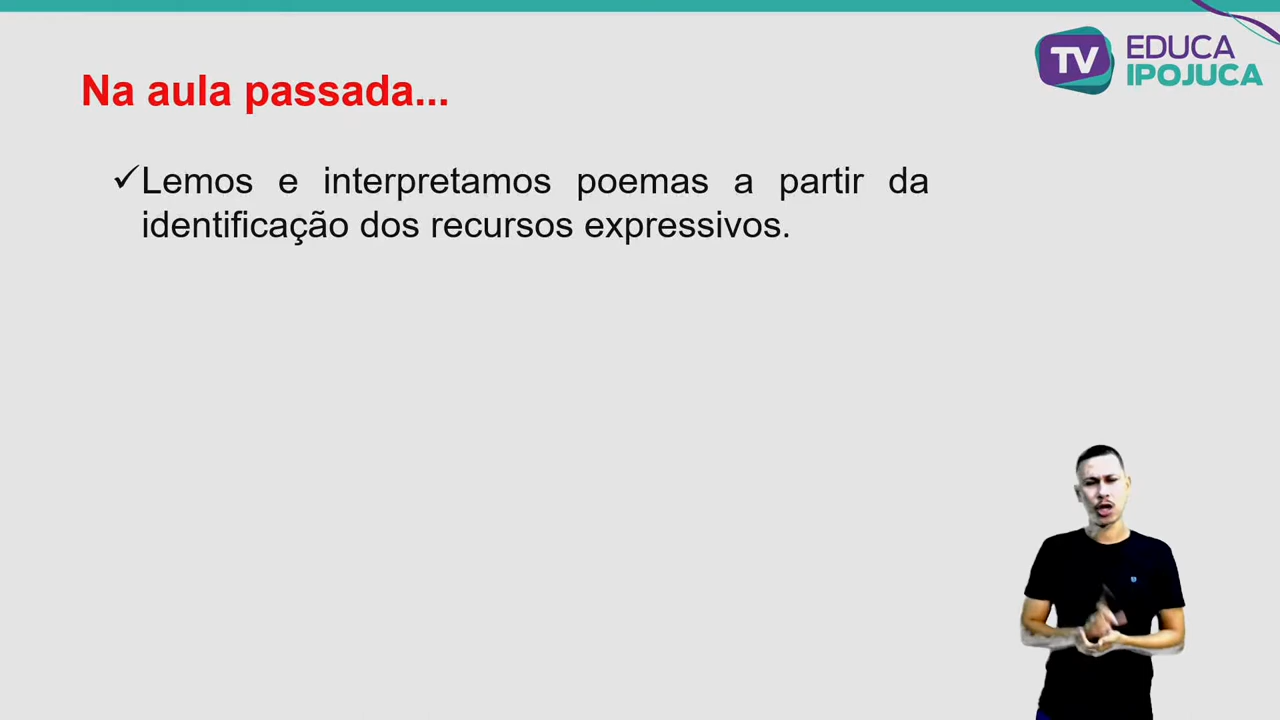 Na aula passada...
TV EDUCA
IPOJUCA
✓Lemos e interpretamos poemas a partir da
identificação dos recursos expressivos.